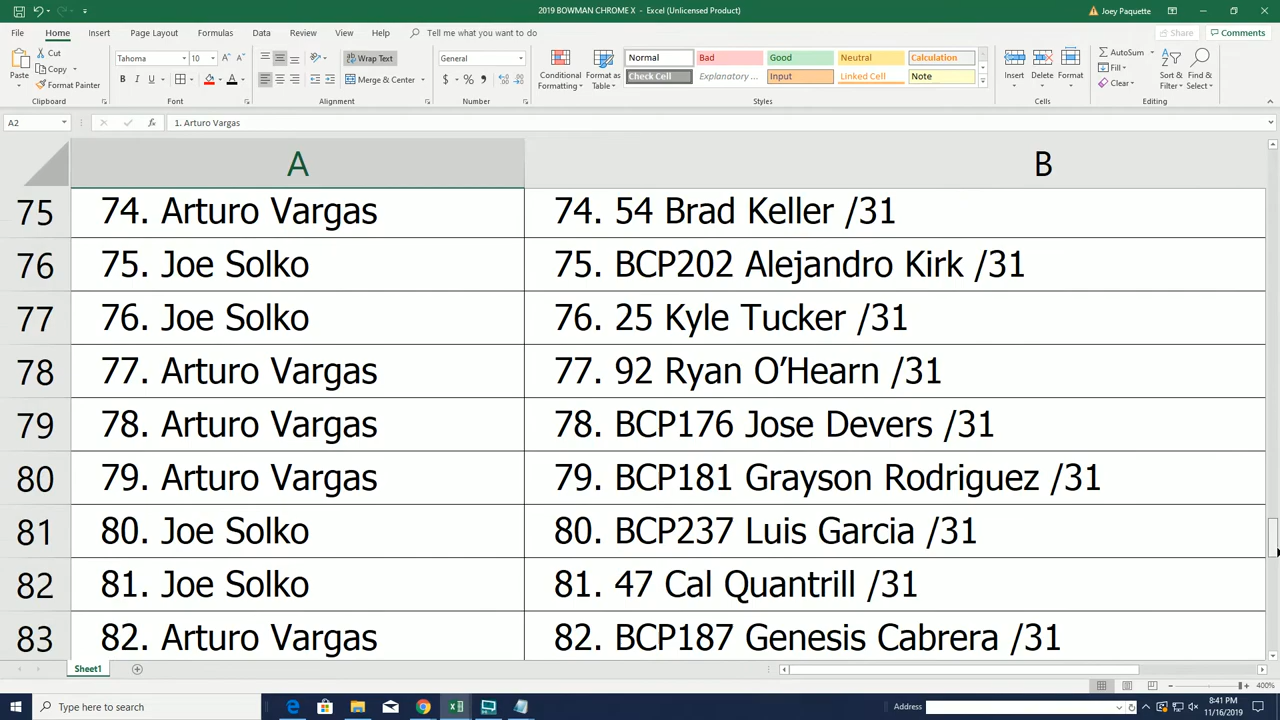 2019 BOWMAN CHROME X - Excel (Unlicensed Product)
Joey Paquette
File Home Insert Page Layout Formulas Data Review View Help Tell me what you want to do
Share Comments
Paste
Cut
Copy
Format Painter
Clipboard
Tahoma 10
B I U
Font
Wrap Text
Merge & Center
Alignment
General
$ % ,
Number
Conditional Formatting
Format as Table
Normal Bad Good Neutral Calculation
Check Cell Explanatory ... Input Linked Cell Note
Styles
Insert Delete Format
Cells
AutoSum
Fill
Clear
Sort & Filter
Find & Select
Editing
A2
fx
1. Arturo Vargas
A B
75 74. Arturo Vargas 74. 54 Brad Keller /31
76 75. Joe Solko 75. BCP202 Alejandro Kirk /31
77 76. Joe Solko 76. 25 Kyle Tucker /31
78 77. Arturo Vargas 77. 92 Ryan O’Hearn /31
79 78. Arturo Vargas 78. BCP176 Jose Devers /31
80 79. Arturo Vargas 79. BCP181 Grayson Rodriguez /31
81 80. Joe Solko 80. BCP237 Luis Garcia /31
82 81. Joe Solko 81. 47 Cal Quantrill /31
83 82. Arturo Vargas 82. BCP187 Genesis Cabrera /31
Sheet1
400%
Type here to search
Address
8:41 PM
11/16/2019